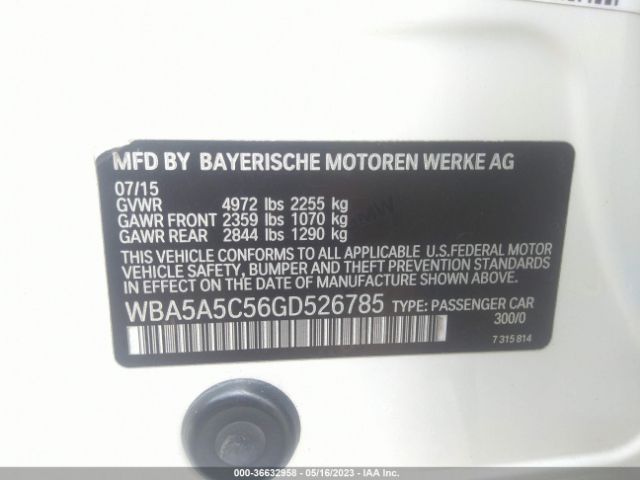 MFD BY BAYERISCHE MOTOREN WERKE AG
07/15
GVWR 4972 lbs 2255 kg
GAWR FRONT 2359 lbs 1070 kg
GAWR REAR 2844 lbs 1290 kg
THIS VEHICLE CONFORMS TO ALL APPLICABLE U.S.FEDERAL MOTOR
VEHICLE SAFETY, BUMPER AND THEFT PREVENTION STANDARDS
IN EFFECT ON THE DATE OF MANUFACTURE SHOWN ABOVE.
WBA5A5C56GD526785 TYPE: PASSENGER CAR
300/0
7 315 814
000-36632958 - 05/16/2023 - IAA Inc.